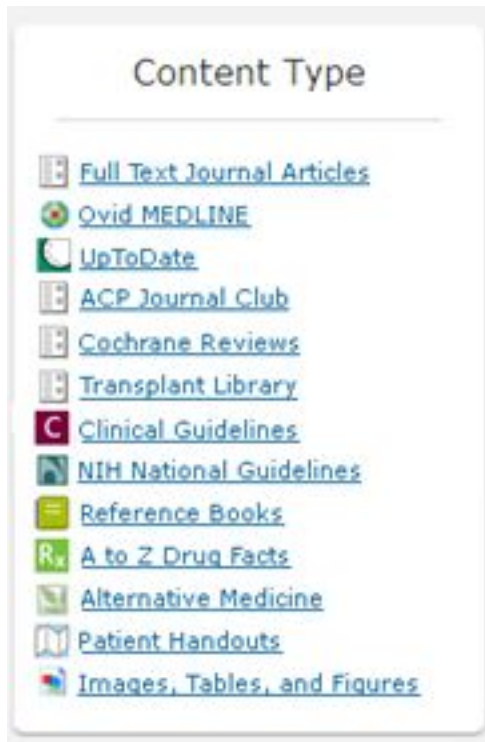 Content Type
Full Text Journal Articles
Ovid MEDLINE
UpToDate
ACP Journal Club
Cochrane Reviews
Transplant Library
C Clinical Guidelines
NIH National Guidelines
Reference Books
Rx A to Z Drug Facts
Alternative Medicine
Patient Handouts
Images, Tables, and Figures